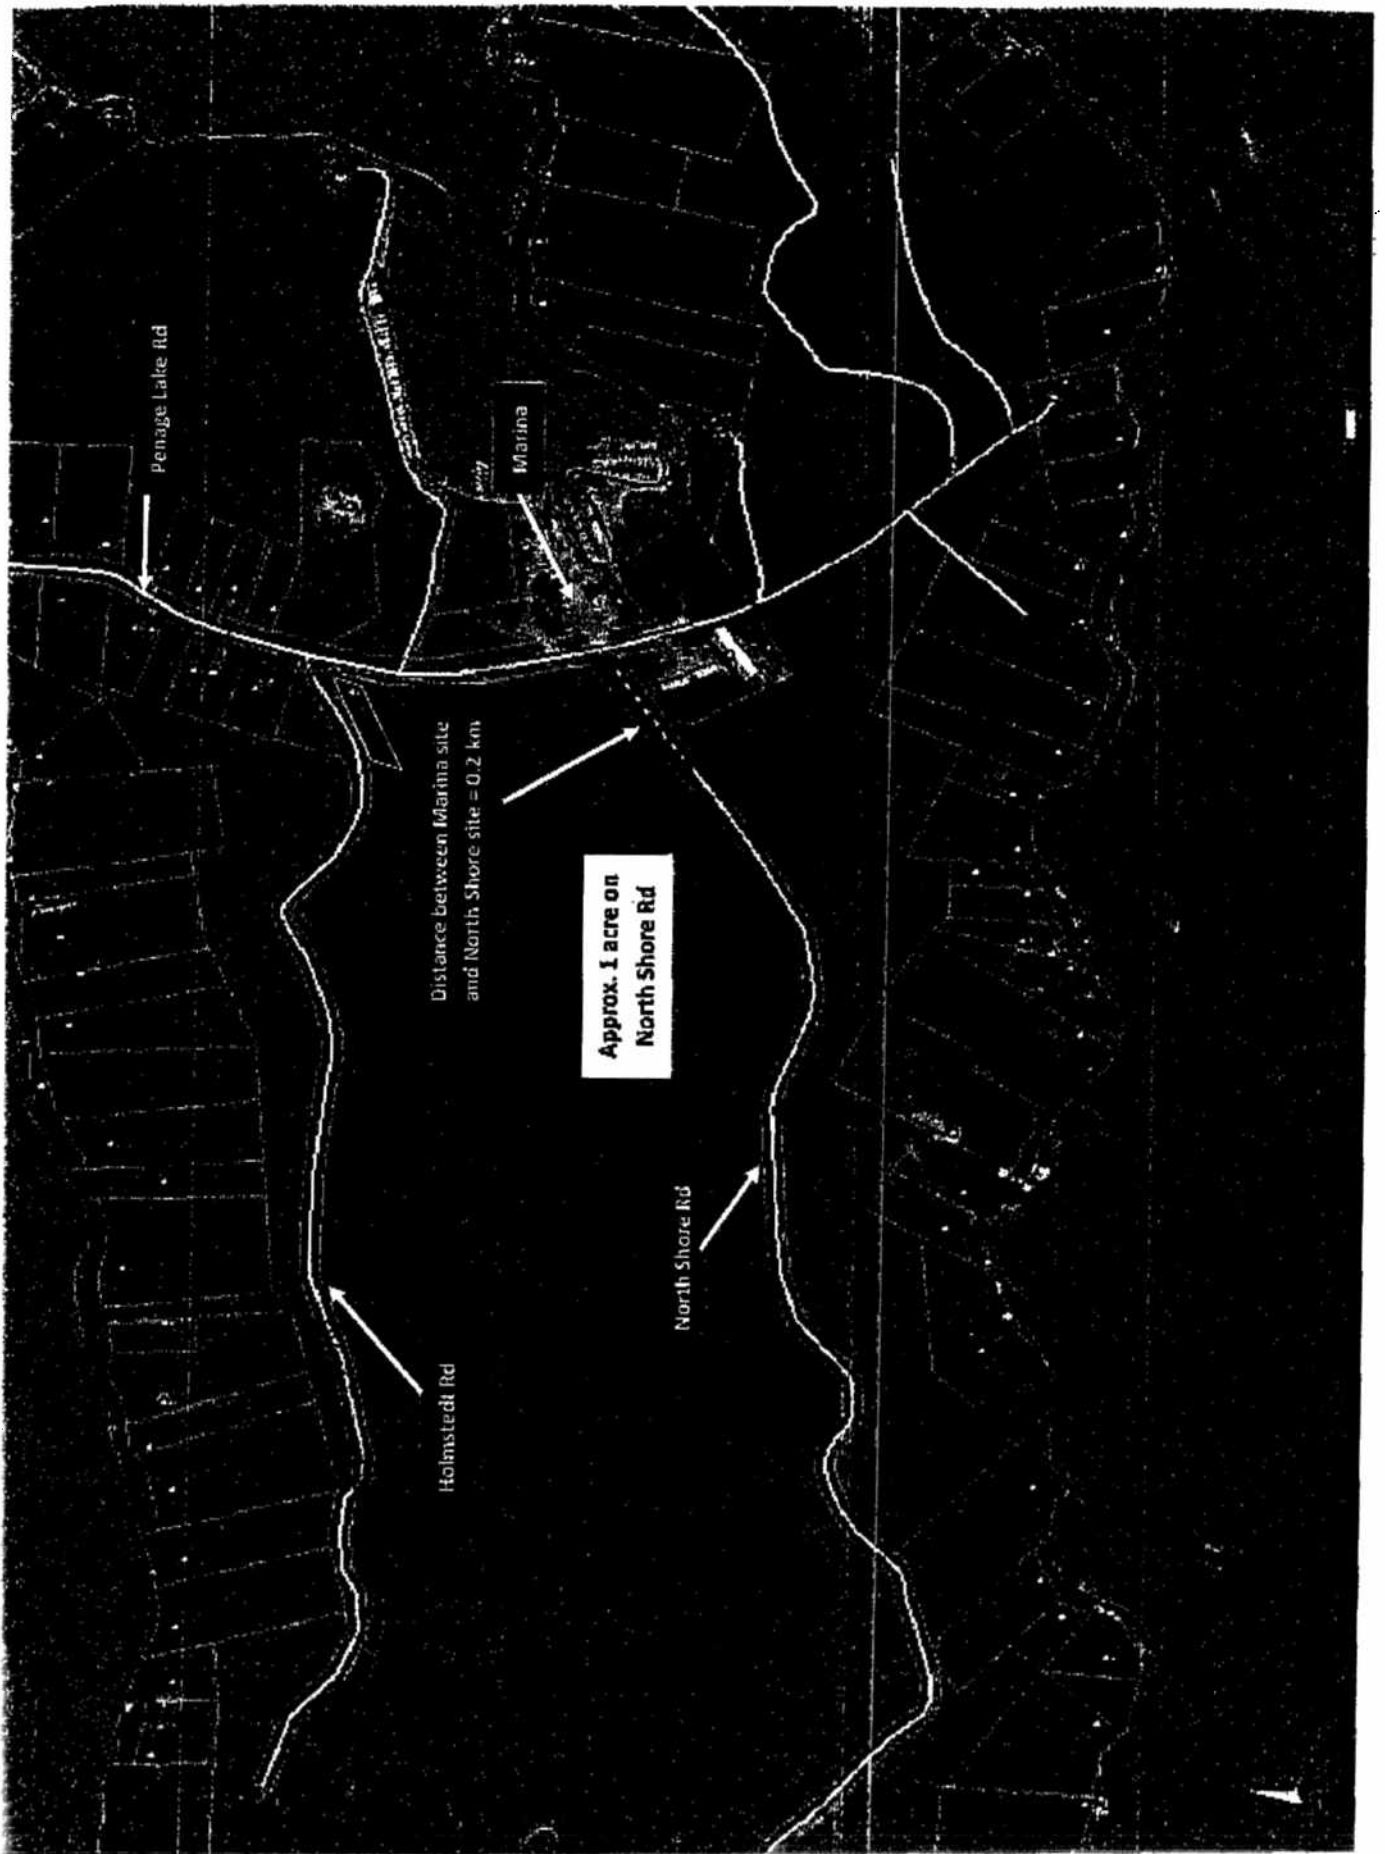 Penage Lake Rd
Marina
Distance between Marina site
and North Shore site = 0.2 km
Approx. 1 acre on
North Shore Rd
North Shore Rd
Holmstedt Rd